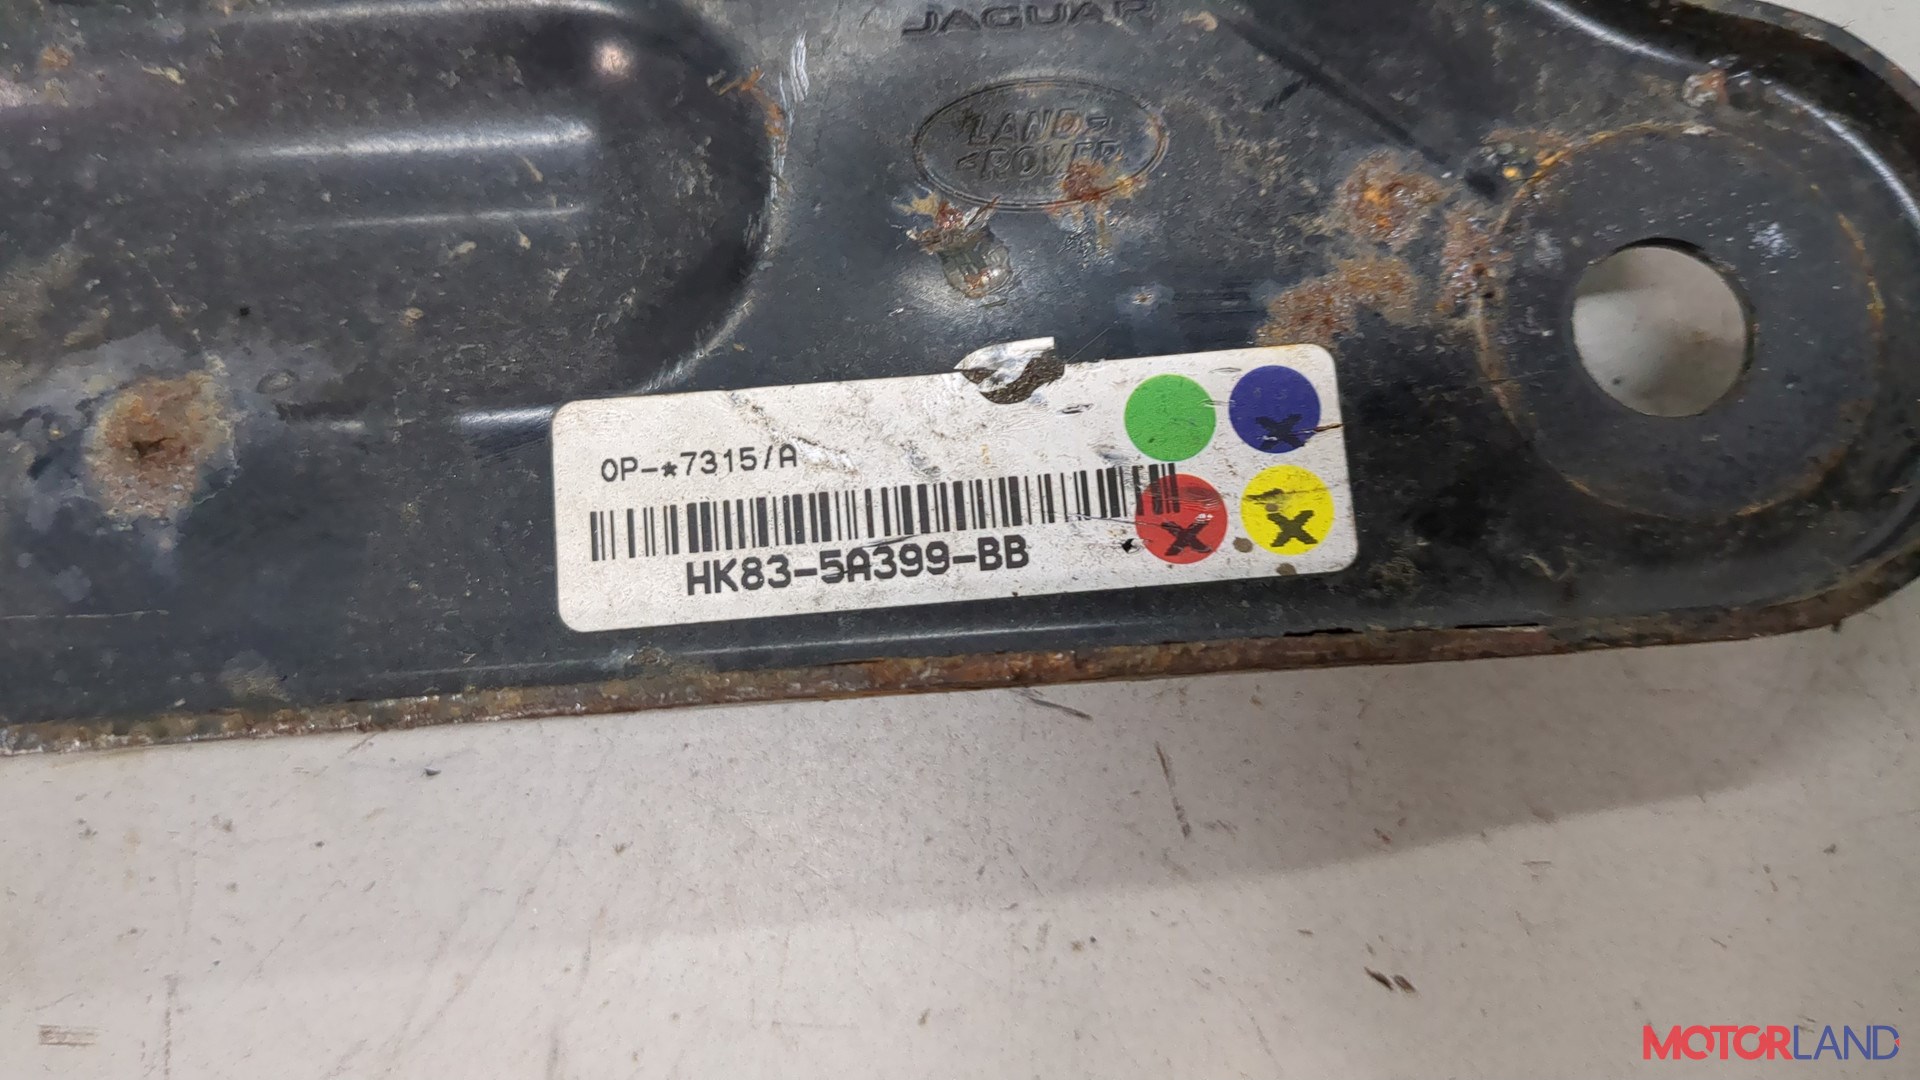 JAGUAR
LAND
ROVER
OP-*7315/A
HK83-5A399-BB
X
X
X
MOTORLAND